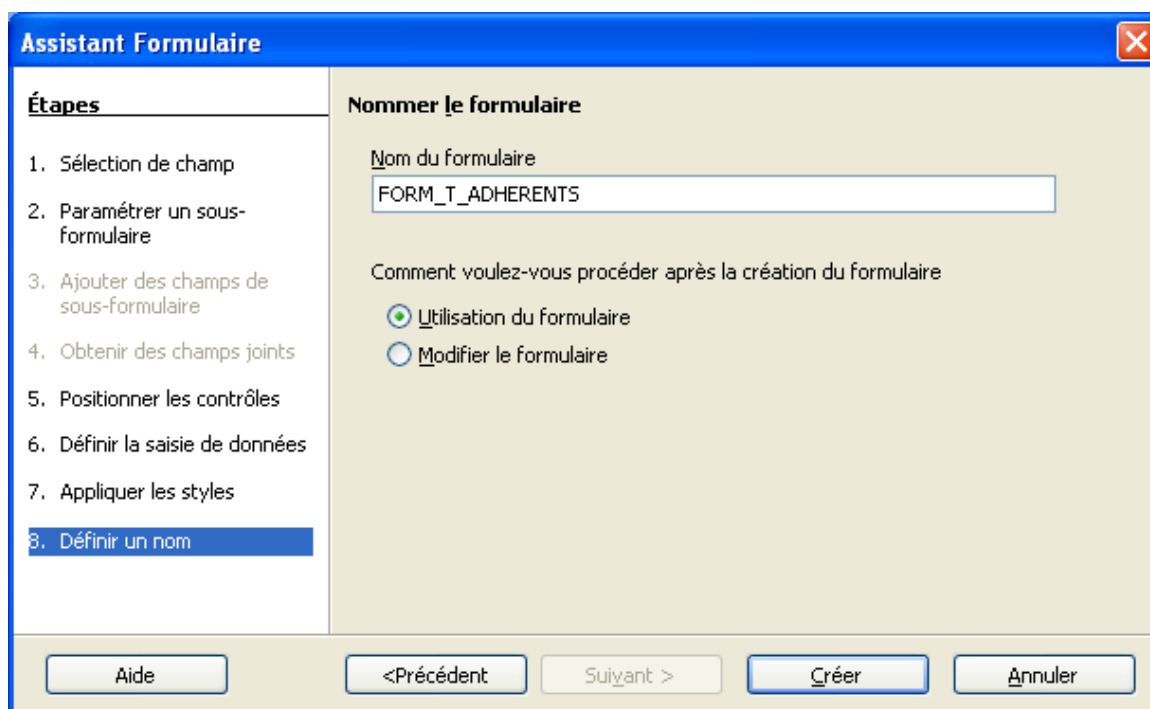 Assistant Formulaire
Étapes
1. Sélection de champ
2. Paramétrer un sous-
formulaire
3. Ajouter des champs de
sous-formulaire
4. Obtenir des champs joints
5. Positionner les contrôles
6. Définir la saisie de données
7. Appliquer les styles
8. Définir un nom
Nommer le formulaire
Nom du formulaire
FORM_T_ADHERENTS
Comment voulez-vous procéder après la création du formulaire
Utilisation du formulaire
Modifier le formulaire
Aide
<Précédent
Suivant >
Créer
Annuler